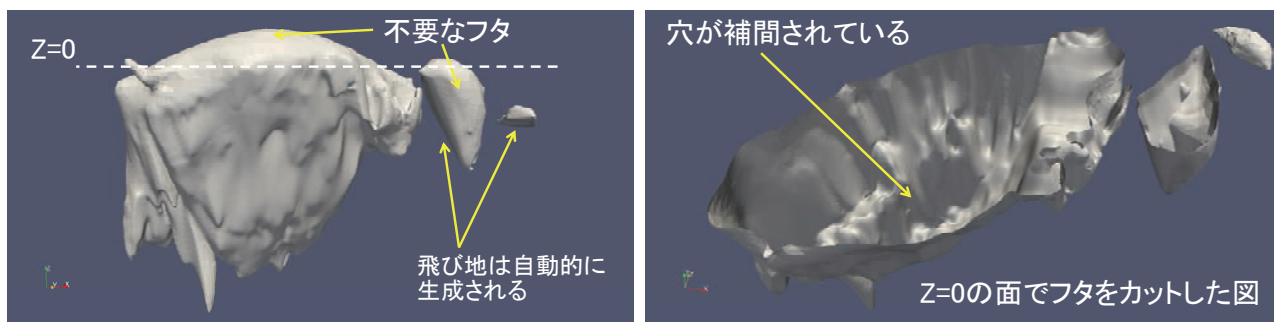 不要なフタ
Z=0
飛び地は自動的に
生成される
穴が補間されている
Z=0の面でフタをカットした図